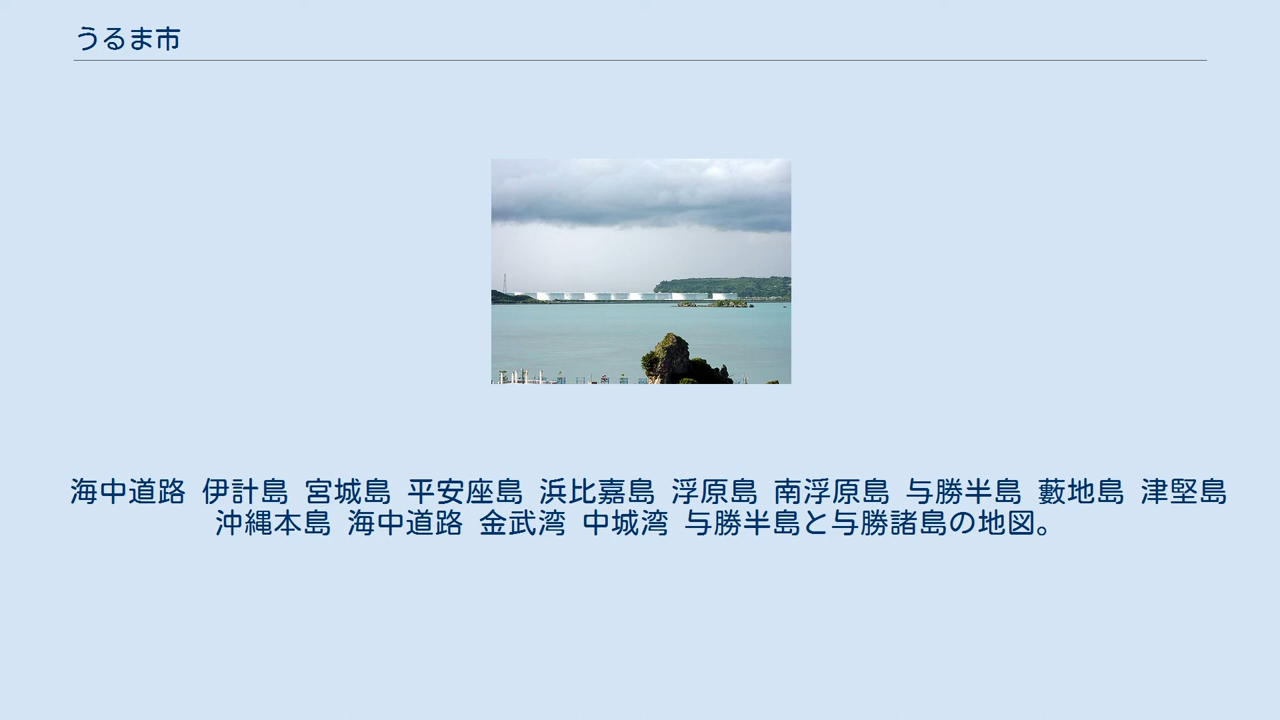 うるま市
海中道路 伊計島 宮城島 平安座島 浜比嘉島 浮原島 南浮原島 与勝半島 藪地島 津堅島
沖縄本島 海中道路 金武湾 中城湾 与勝半島と与勝諸島の地図。